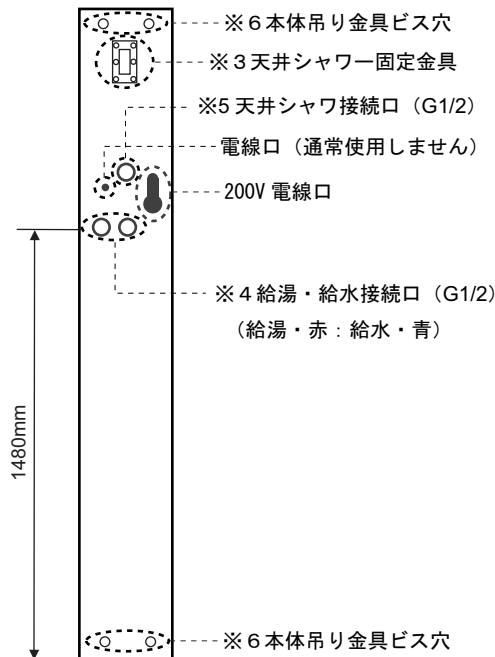 ※６本体吊り金具ビス穴
※３天井シャワー固定金具
※5 天井シャワ接続口（G1/2）
電線口（通常使用しません）
200V 電線口
※４給湯・給水接続口（G1/2）
（給湯・赤：給水・青）
1480mm
※６本体吊り金具ビス穴